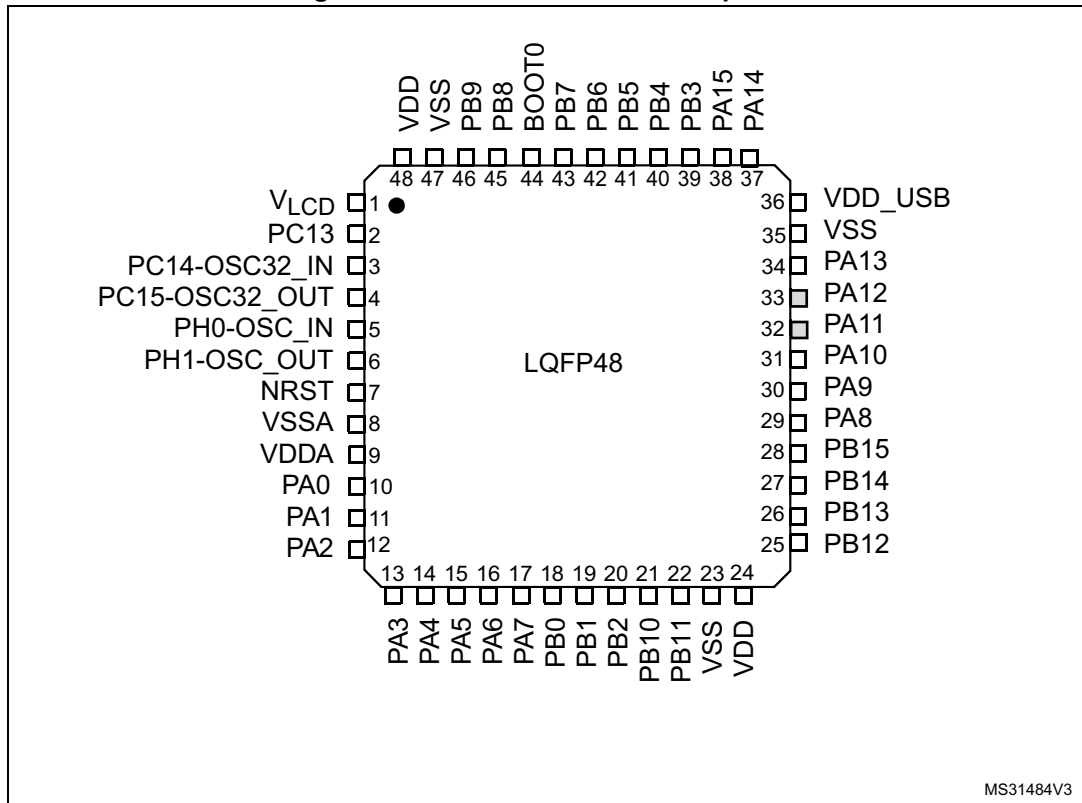 VDD
VSS
PB9
PB8
BOOT0
PB7
PB6
PB5
PB4
PB3
PA15
PA14
48 47 46 45 44 43 42 41 40 39 38 37
VLCD 1
PC13 2
PC14-OSC32_IN 3
PC15-OSC32_OUT 4
PH0-OSC_IN 5
PH1-OSC_OUT 6
NRST 7
VSSA 8
VDDA 9
PA0 10
PA1 11
PA2 12
LQFP48
36 VDD_USB
35 VSS
34 PA13
33 PA12
32 PA11
31 PA10
30 PA9
29 PA8
28 PB15
27 PB14
26 PB13
25 PB12
13 14 15 16 17 18 19 20 21 22 23 24
PA3
PA4
PA5
PA6
PA7
PB0
PB1
PB2
PB10
PB11
VSS
VDD
MS31484V3